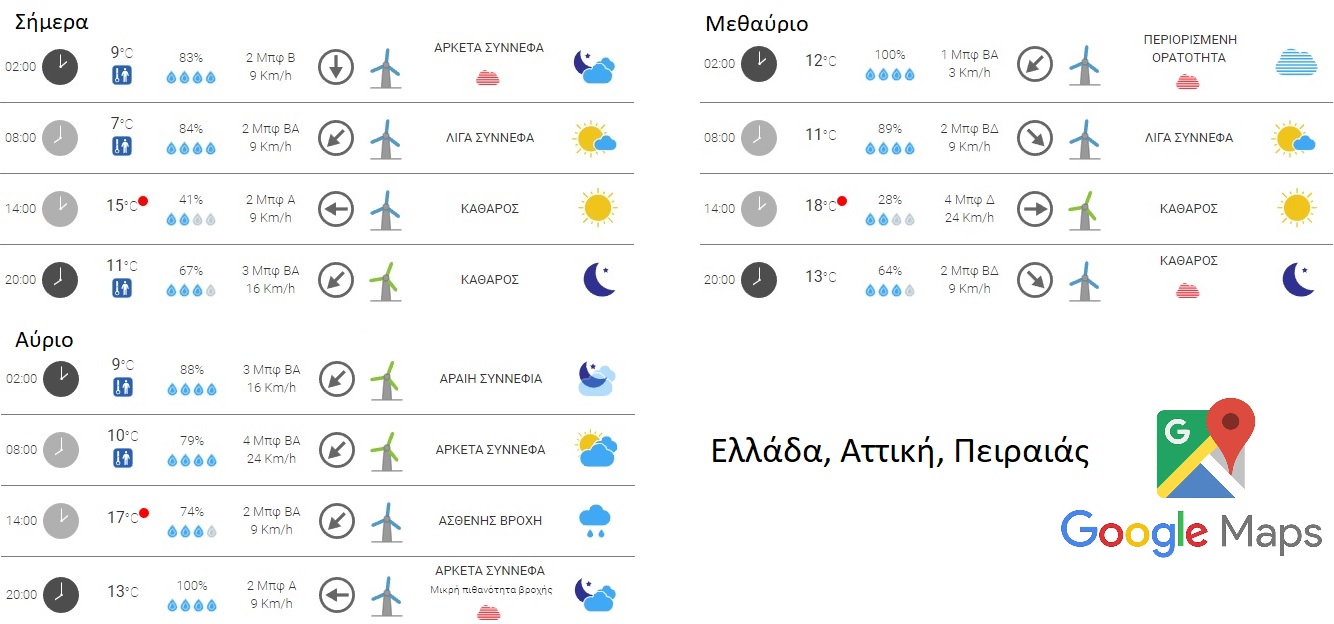 Σήμερα
02:00 9°C 83% 2 Μπφ Β 9 Km/h ΑΡΚΕΤΑ ΣΥΝΝΕΦΑ
08:00 7°C 84% 2 Μπφ ΒΑ 9 Km/h ΛΙΓΑ ΣΥΝΝΕΦΑ
14:00 15°C 41% 2 Μπφ Α 9 Km/h ΚΑΘΑΡΟΣ
20:00 11°C 67% 3 Μπφ ΒΑ 16 Km/h ΚΑΘΑΡΟΣ
Αύριο
02:00 9°C 88% 3 Μπφ ΒΑ 16 Km/h ΑΡΑΙΗ ΣΥΝΝΕΦΙΑ
08:00 10°C 79% 4 Μπφ ΒΑ 24 Km/h ΑΡΚΕΤΑ ΣΥΝΝΕΦΑ
14:00 17°C 74% 2 Μπφ ΒΑ 9 Km/h ΑΣΘΕΝΗΣ ΒΡΟΧΗ
20:00 13°C 100% 2 Μπφ Α 9 Km/h ΑΡΚΕΤΑ ΣΥΝΝΕΦΑ Μικρή πιθανότητα βροχής
Μεθαύριο
02:00 12°C 100% 1 Μπφ ΒΑ 3 Km/h ΠΕΡΙΟΡΙΣΜΕΝΗ ΟΡΑΤΟΤΗΤΑ
08:00 11°C 89% 2 Μπφ ΒΔ 9 Km/h ΛΙΓΑ ΣΥΝΝΕΦΑ
14:00 18°C 28% 4 Μπφ Δ 24 Km/h ΚΑΘΑΡΟΣ
20:00 13°C 64% 2 Μπφ ΒΔ 9 Km/h ΚΑΘΑΡΟΣ
Ελλάδα, Αττική, Πειραιάς
G
Google Maps